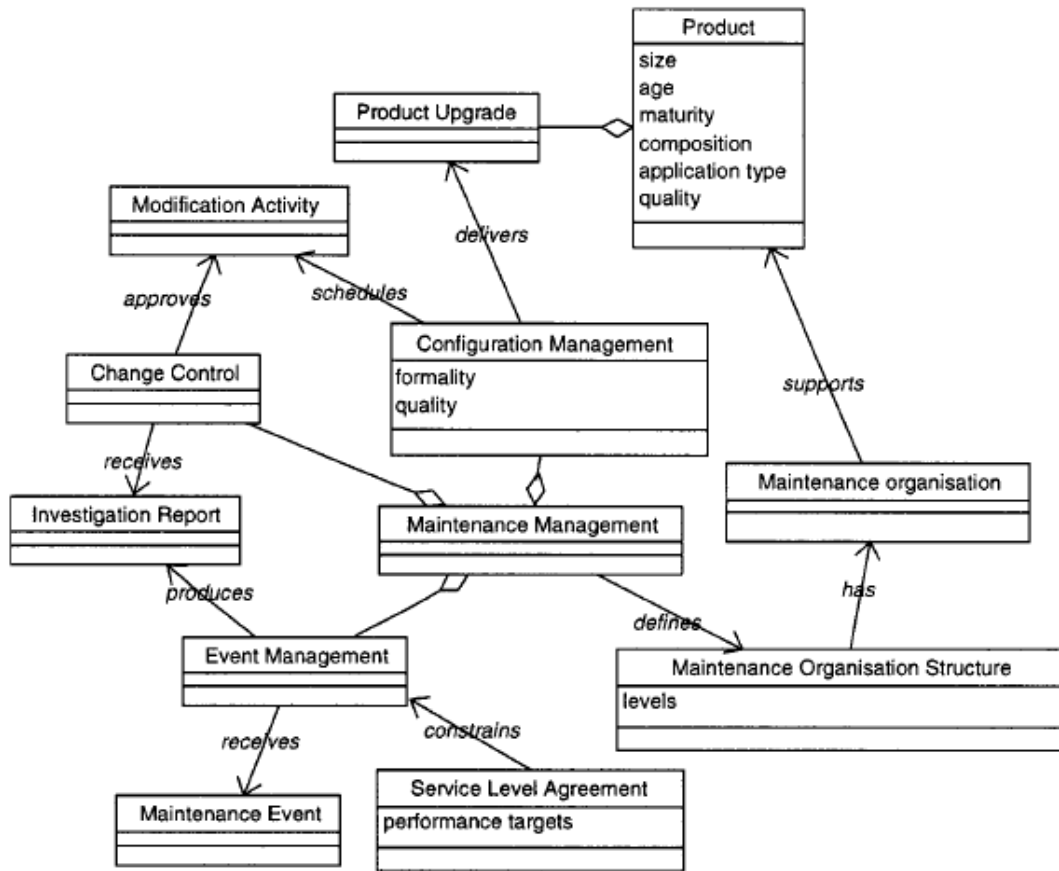 Product
size
age
maturity
composition
application type
quality
Product Upgrade
Modification Activity
delivers
approves
schedules
Configuration Management
formality
quality
Change Control
supports
receives
Maintenance organisation
Investigation Report
Maintenance Management
produces
has
defines
Event Management
Maintenance Organisation Structure
levels
constrains
receives
Service Level Agreement
performance targets
Maintenance Event